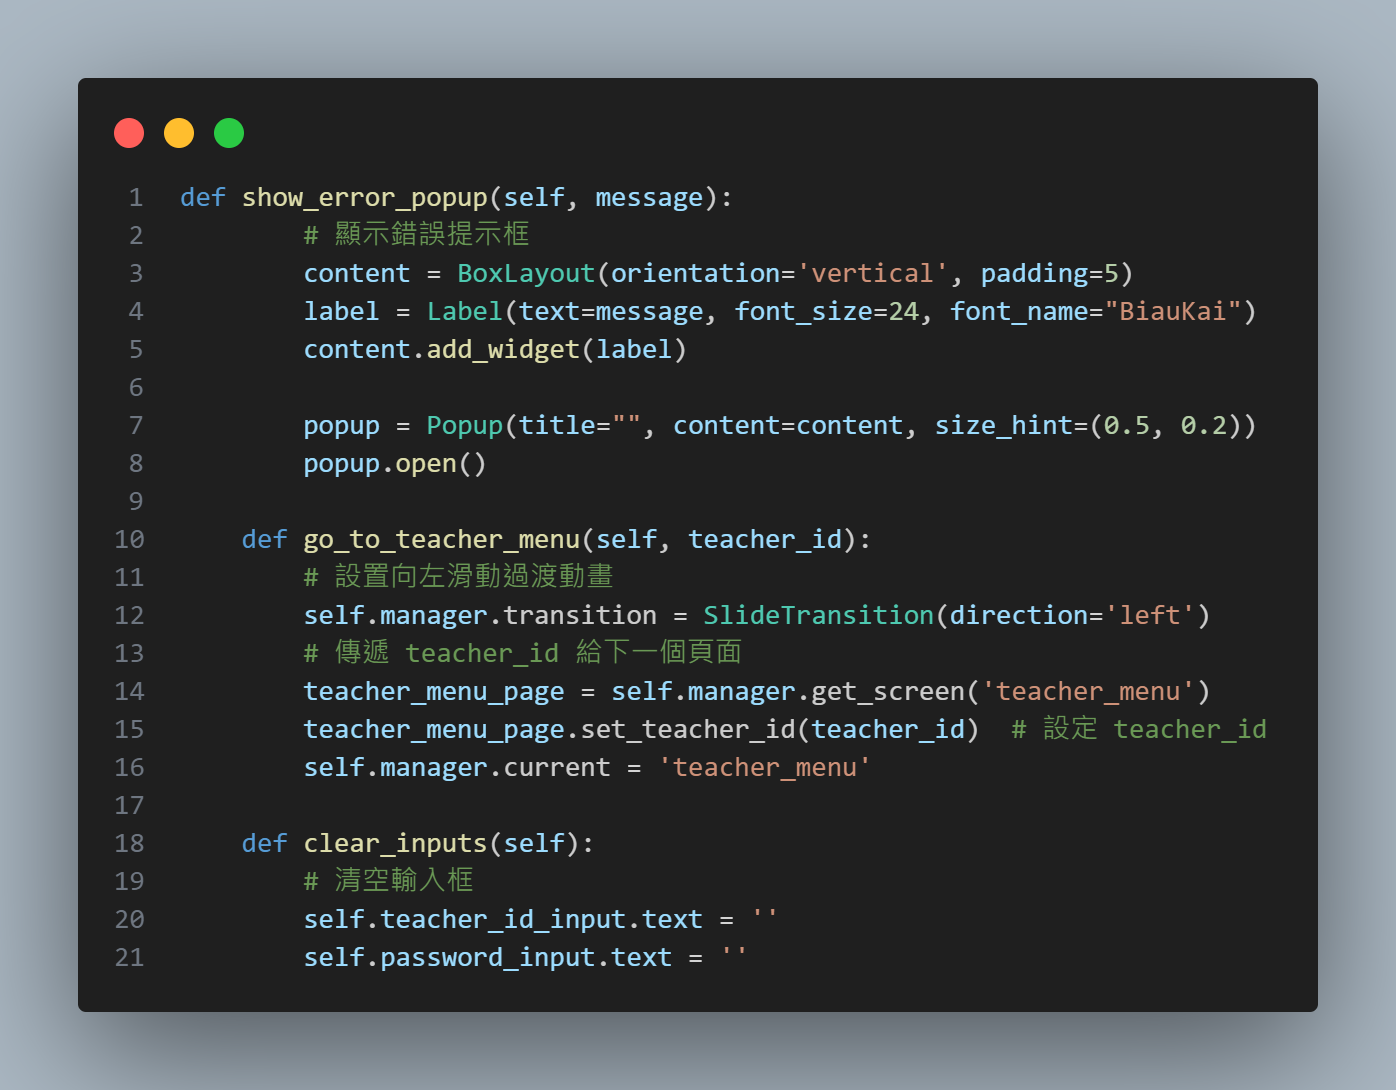 1 def show_error_popup(self, message):
2         # 顯示錯誤提示框
3         content = BoxLayout(orientation='vertical', padding=5)
4         label = Label(text=message, font_size=24, font_name="BiauKai")
5         content.add_widget(label)
6
7         popup = Popup(title="", content=content, size_hint=(0.5, 0.2))
8         popup.open()
9
10     def go_to_teacher_menu(self, teacher_id):
11         # 設置向左滑動過渡動畫
12         self.manager.transition = SlideTransition(direction='left')
13         # 傳遞 teacher_id 給下一個頁面
14         teacher_menu_page = self.manager.get_screen('teacher_menu')
15         teacher_menu_page.set_teacher_id(teacher_id)  # 設定 teacher_id
16         self.manager.current = 'teacher_menu'
17
18     def clear_inputs(self):
19         # 清空輸入框
20         self.teacher_id_input.text = ''
21         self.password_input.text = ''